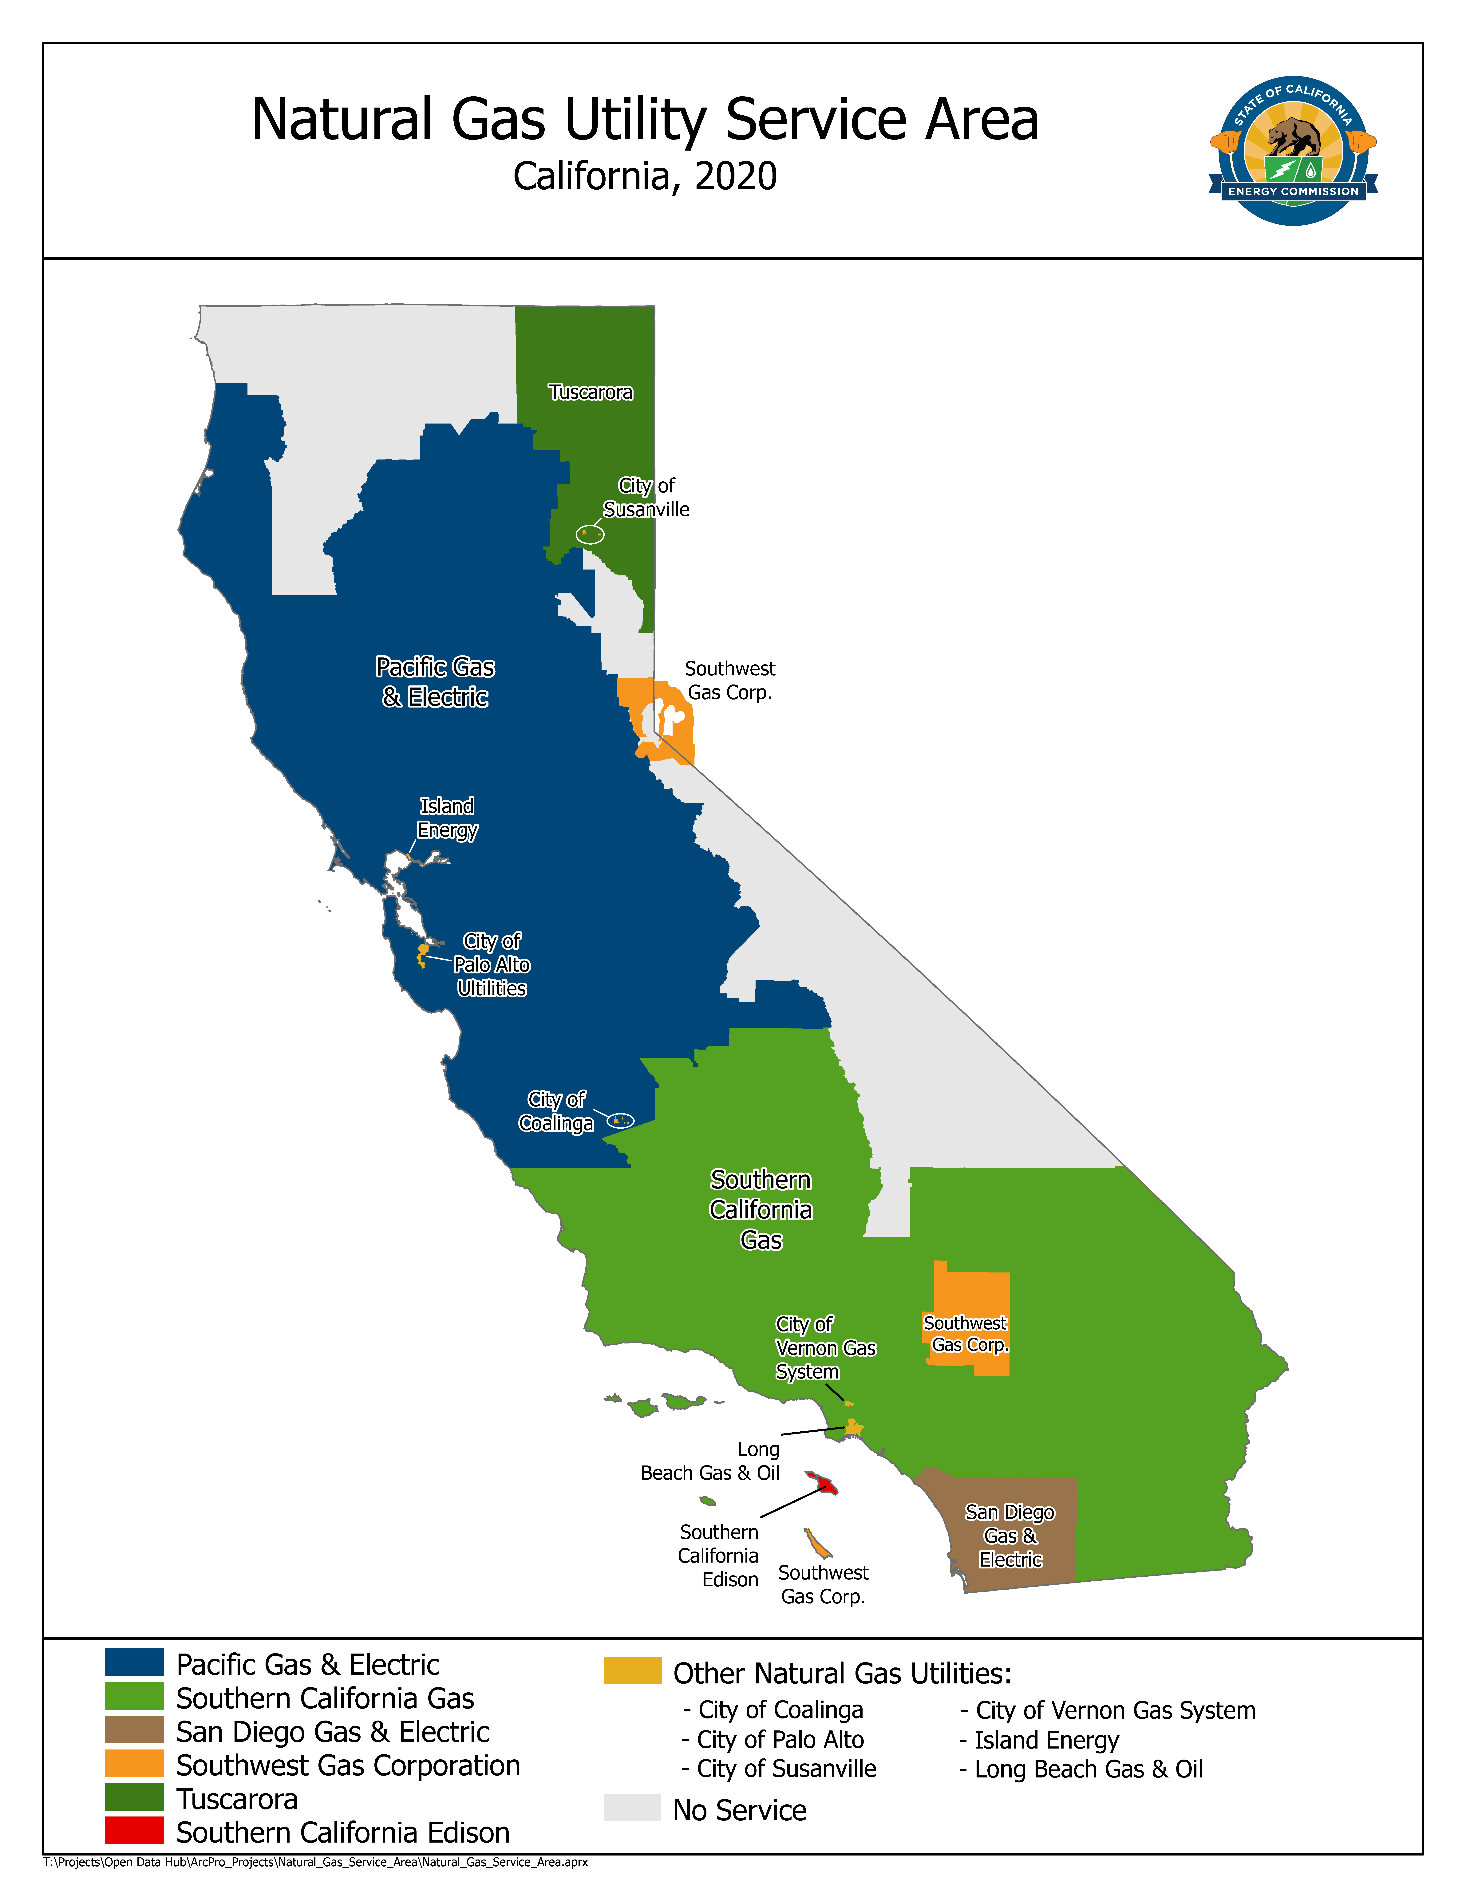 Natural Gas Utility Service Area
California, 2020
STATE OF CALIFORNIA
ENERGY COMMISSION
Tuscarora
City of
Susanville
Pacific Gas
& Electric
Southwest
Gas Corp.
Island
Energy
City of
Palo Alto
Ultilities
City of
Coalinga
Southern
California
Gas
City of
Vernon Gas
System
Southwest
Gas Corp.
Long
Beach Gas & Oil
Southern
California
Edison
Southwest
Gas Corp.
San Diego
Gas &
Electric
Pacific Gas & Electric
Southern California Gas
San Diego Gas & Electric
Southwest Gas Corporation
Tuscarora
Southern California Edison
Other Natural Gas Utilities:
- City of Coalinga
- City of Palo Alto
- City of Susanville
- City of Vernon Gas System
- Island Energy
- Long Beach Gas & Oil
No Service
T:\Projects\Open Data Hub\ArcPro_Projects\Natural_Gas_Service_Area\Natural_Gas_Service_Area.aprx